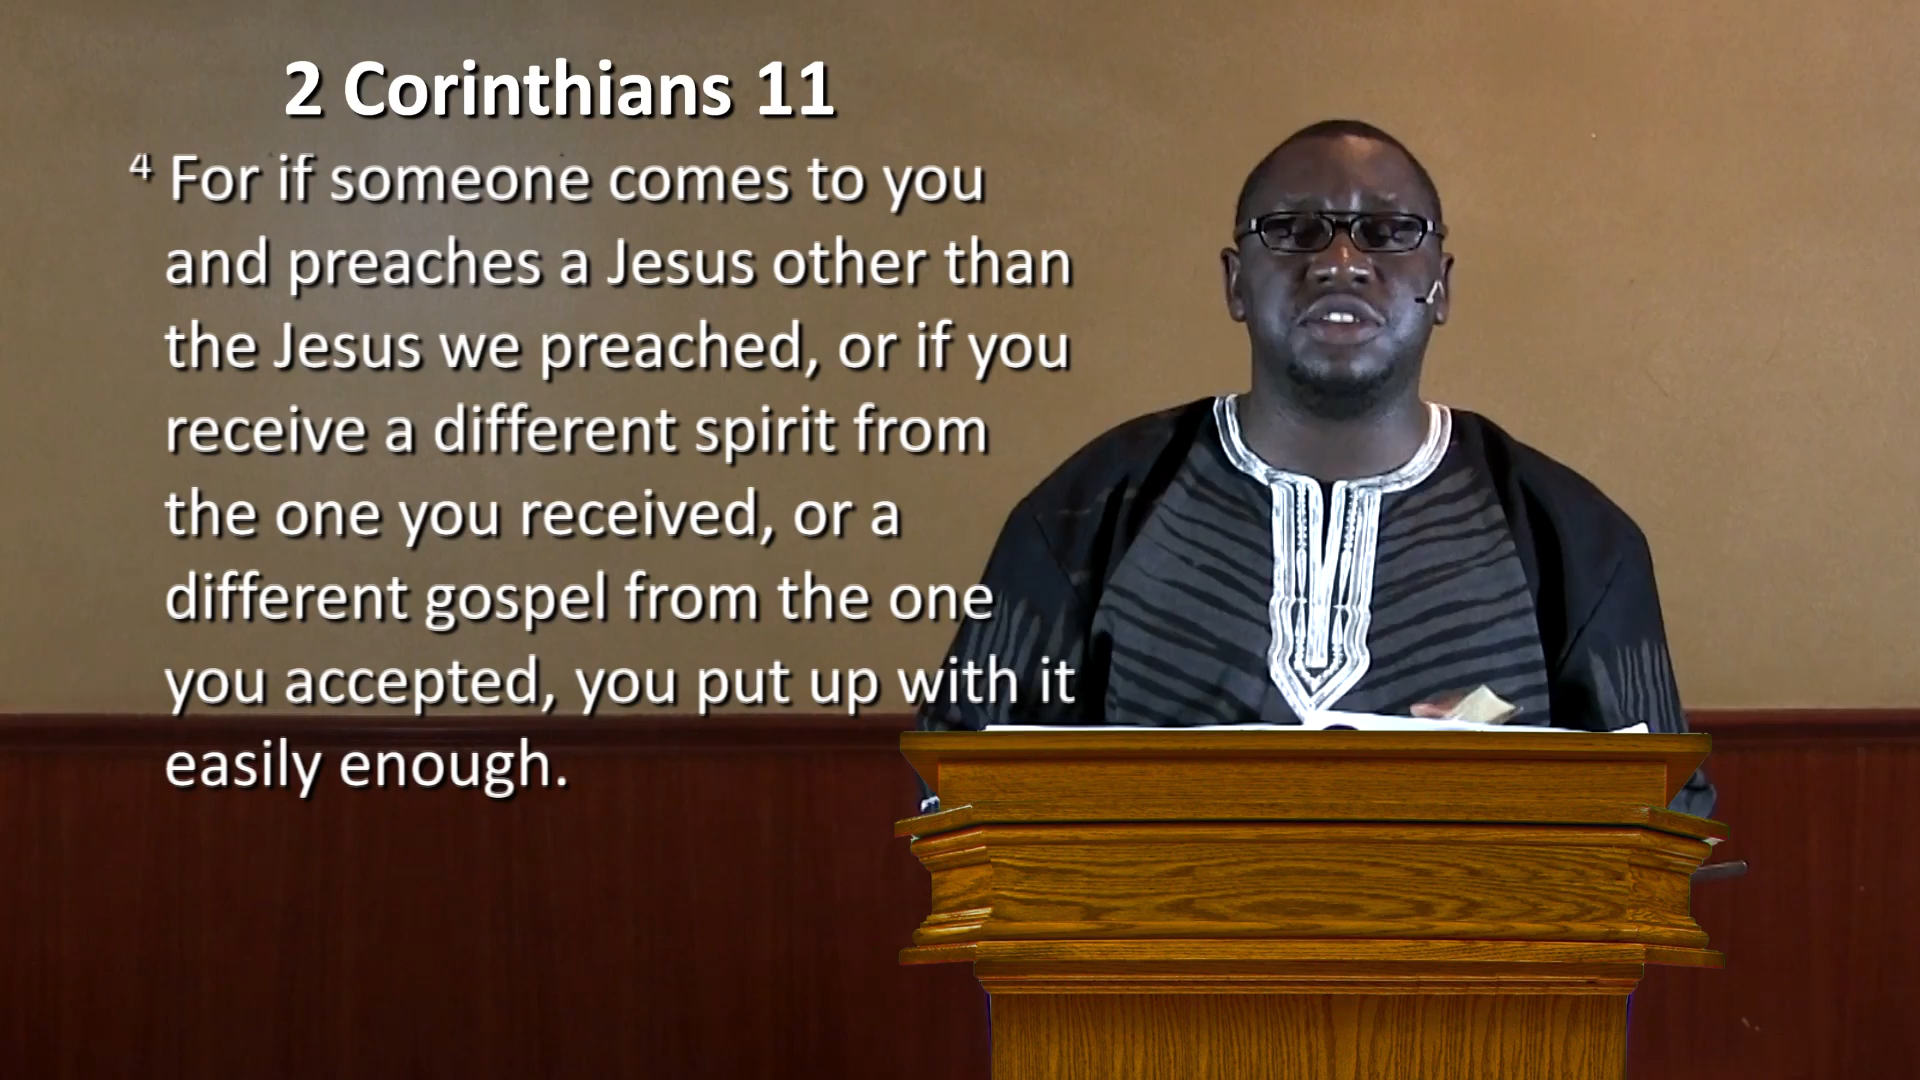 2 Corinthians 11
4 For if someone comes to you
and preaches a Jesus other than
the Jesus we preached, or if you
receive a different spirit from
the one you received, or a
different gospel from the one
you accepted, you put up with it
easily enough.